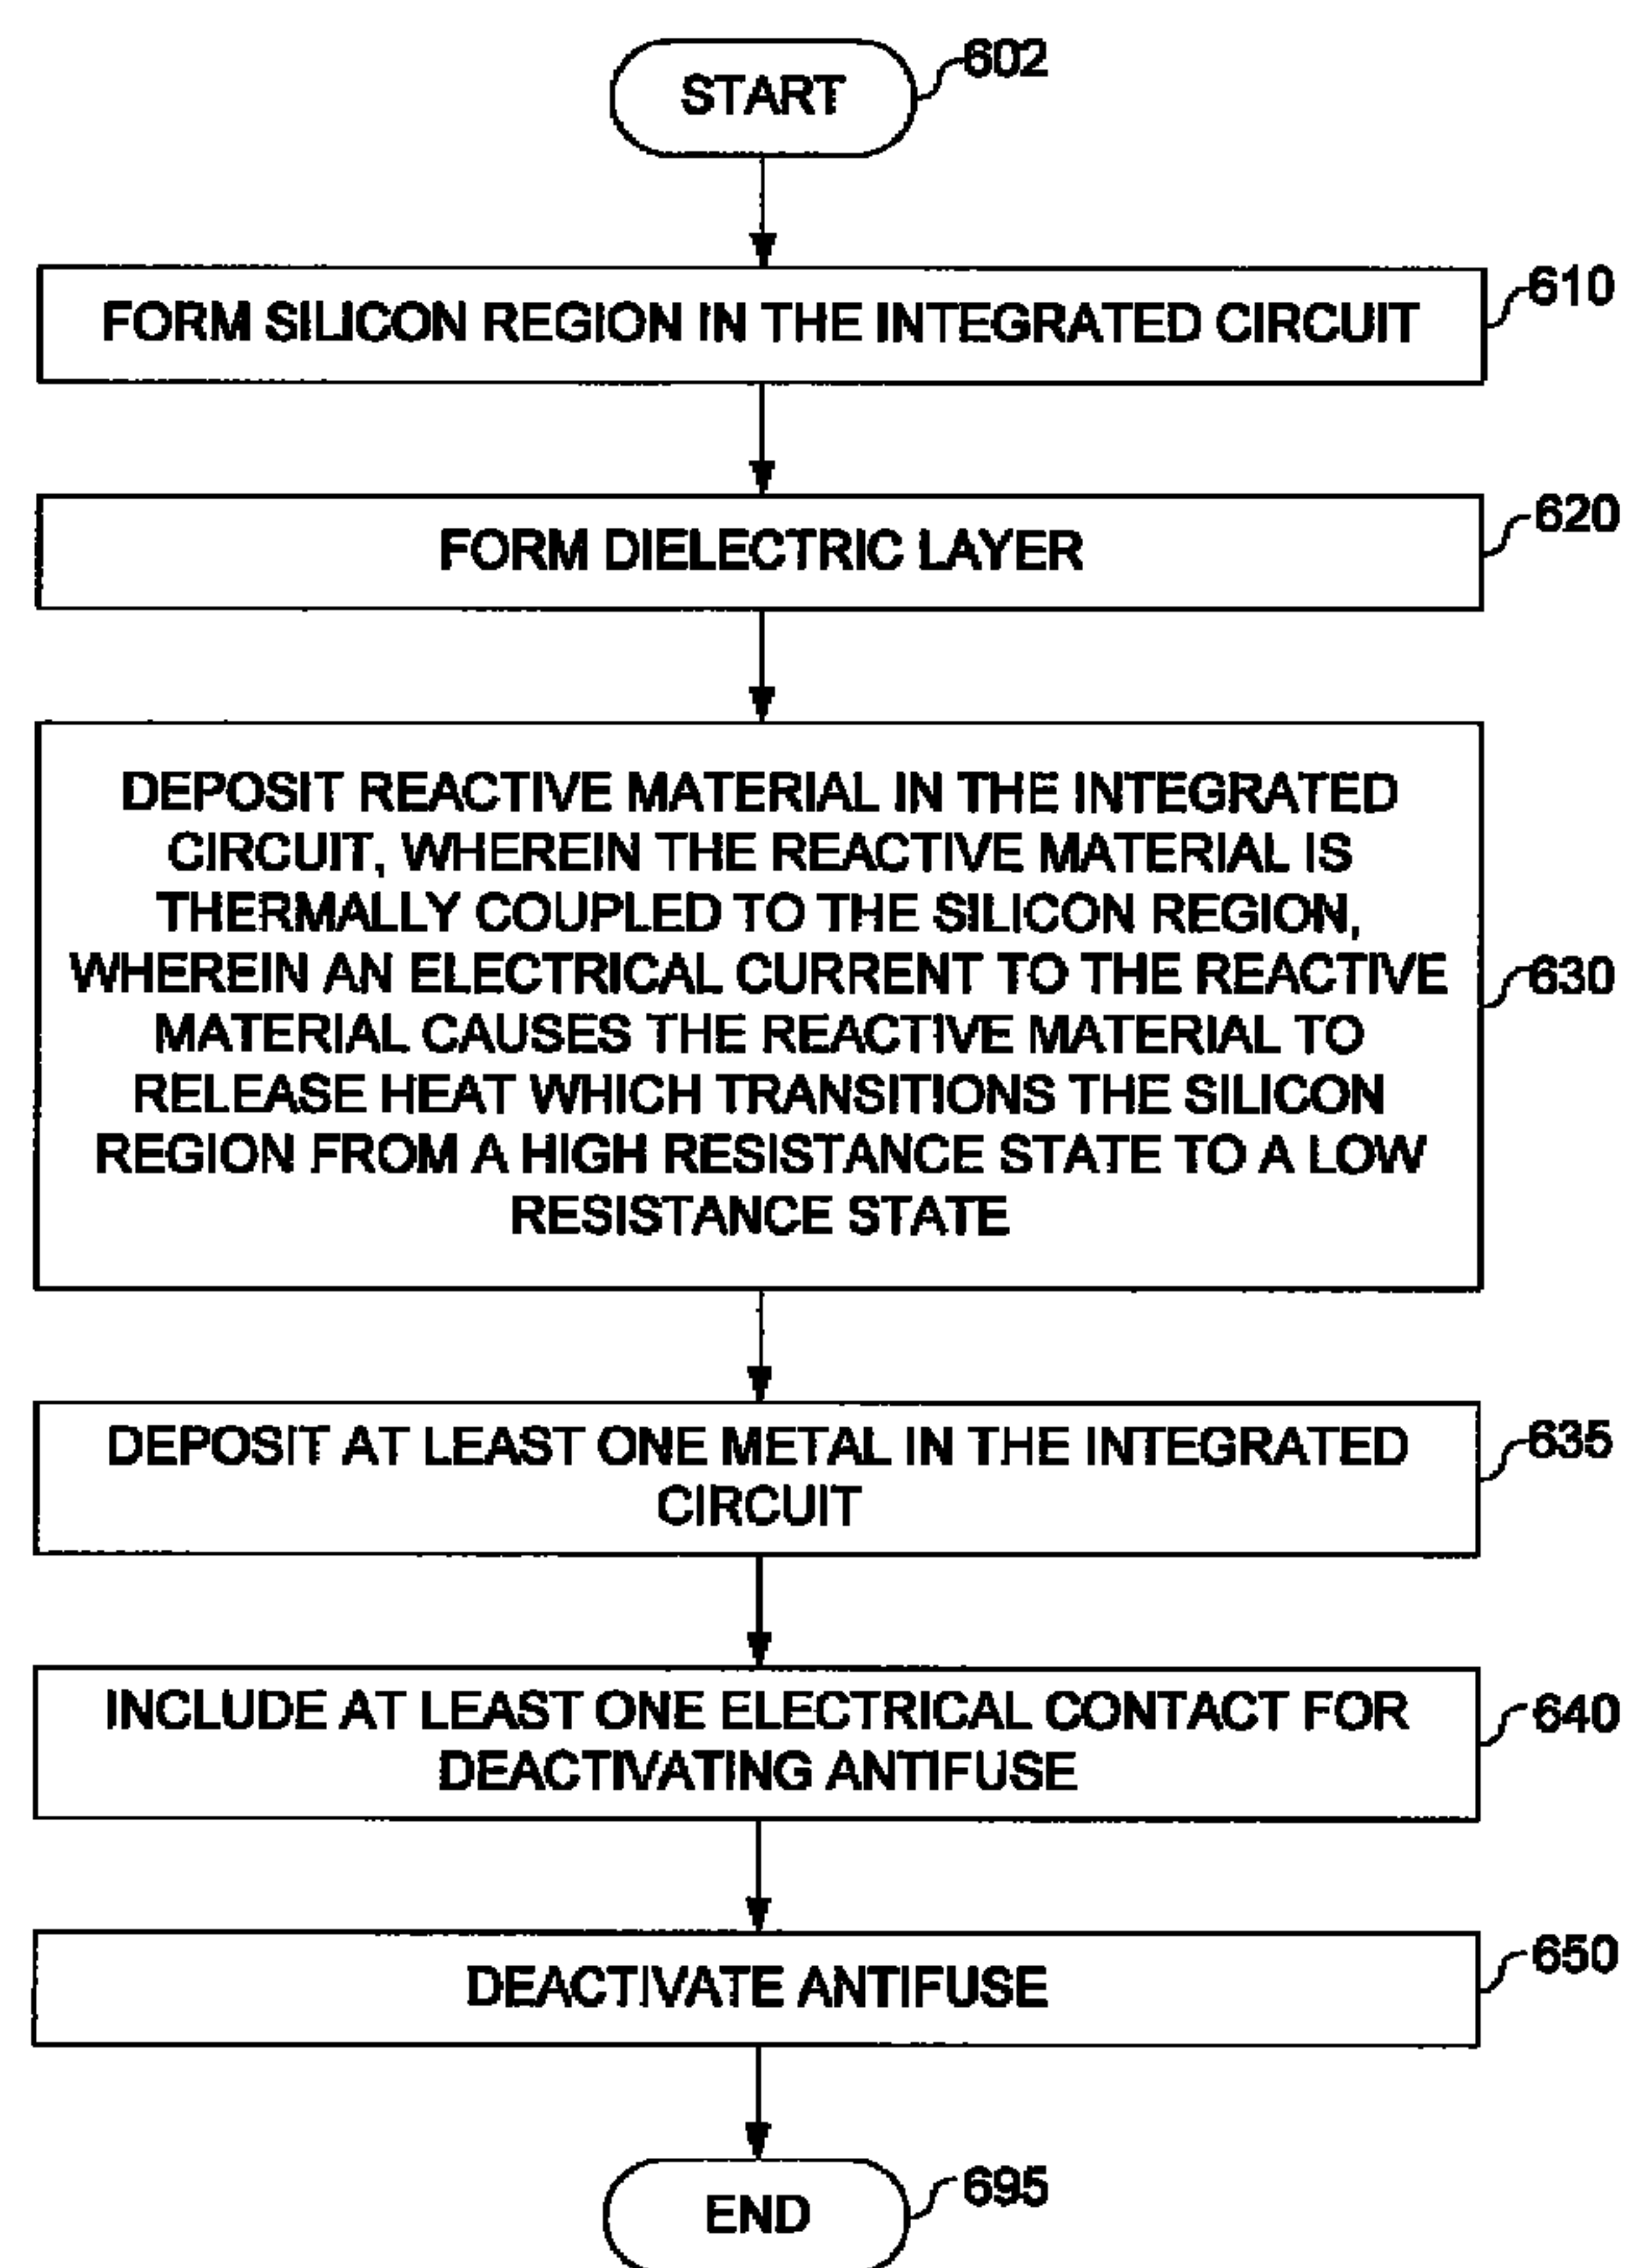 START
602
FORM SILICON REGION IN THE INTEGRATED CIRCUIT
610
FORM DIELECTRIC LAYER
620
DEPOSIT REACTIVE MATERIAL IN THE INTEGRATED
CIRCUIT, WHEREIN THE REACTIVE MATERIAL IS
THERMALLY COUPLED TO THE SILICON REGION,
WHEREIN AN ELECTRICAL CURRENT TO THE REACTIVE
MATERIAL CAUSES THE REACTIVE MATERIAL TO
RELEASE HEAT WHICH TRANSITIONS THE SILICON
REGION FROM A HIGH RESISTANCE STATE TO A LOW
RESISTANCE STATE
630
DEPOSIT AT LEAST ONE METAL IN THE INTEGRATED
CIRCUIT
635
INCLUDE AT LEAST ONE ELECTRICAL CONTACT FOR
DEACTIVATING ANTIFUSE
640
DEACTIVATE ANTIFUSE
650
END
695